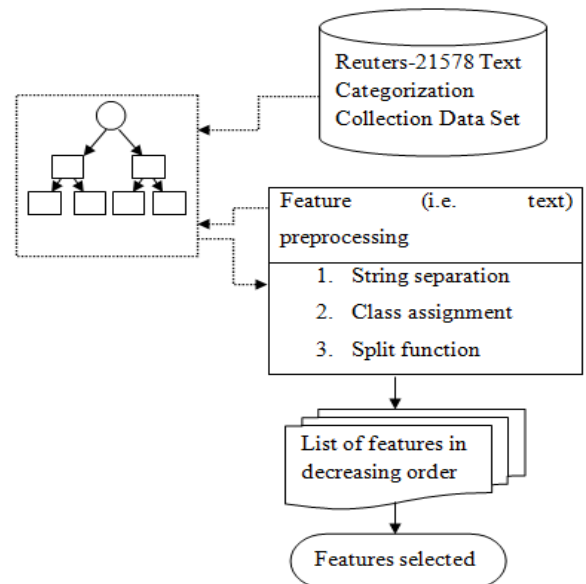 Reuters-21578 Text
Categorization
Collection Data Set
Feature (i.e. text)
preprocessing
1. String separation
2. Class assignment
3. Split function
List of features in
decreasing order
Features selected